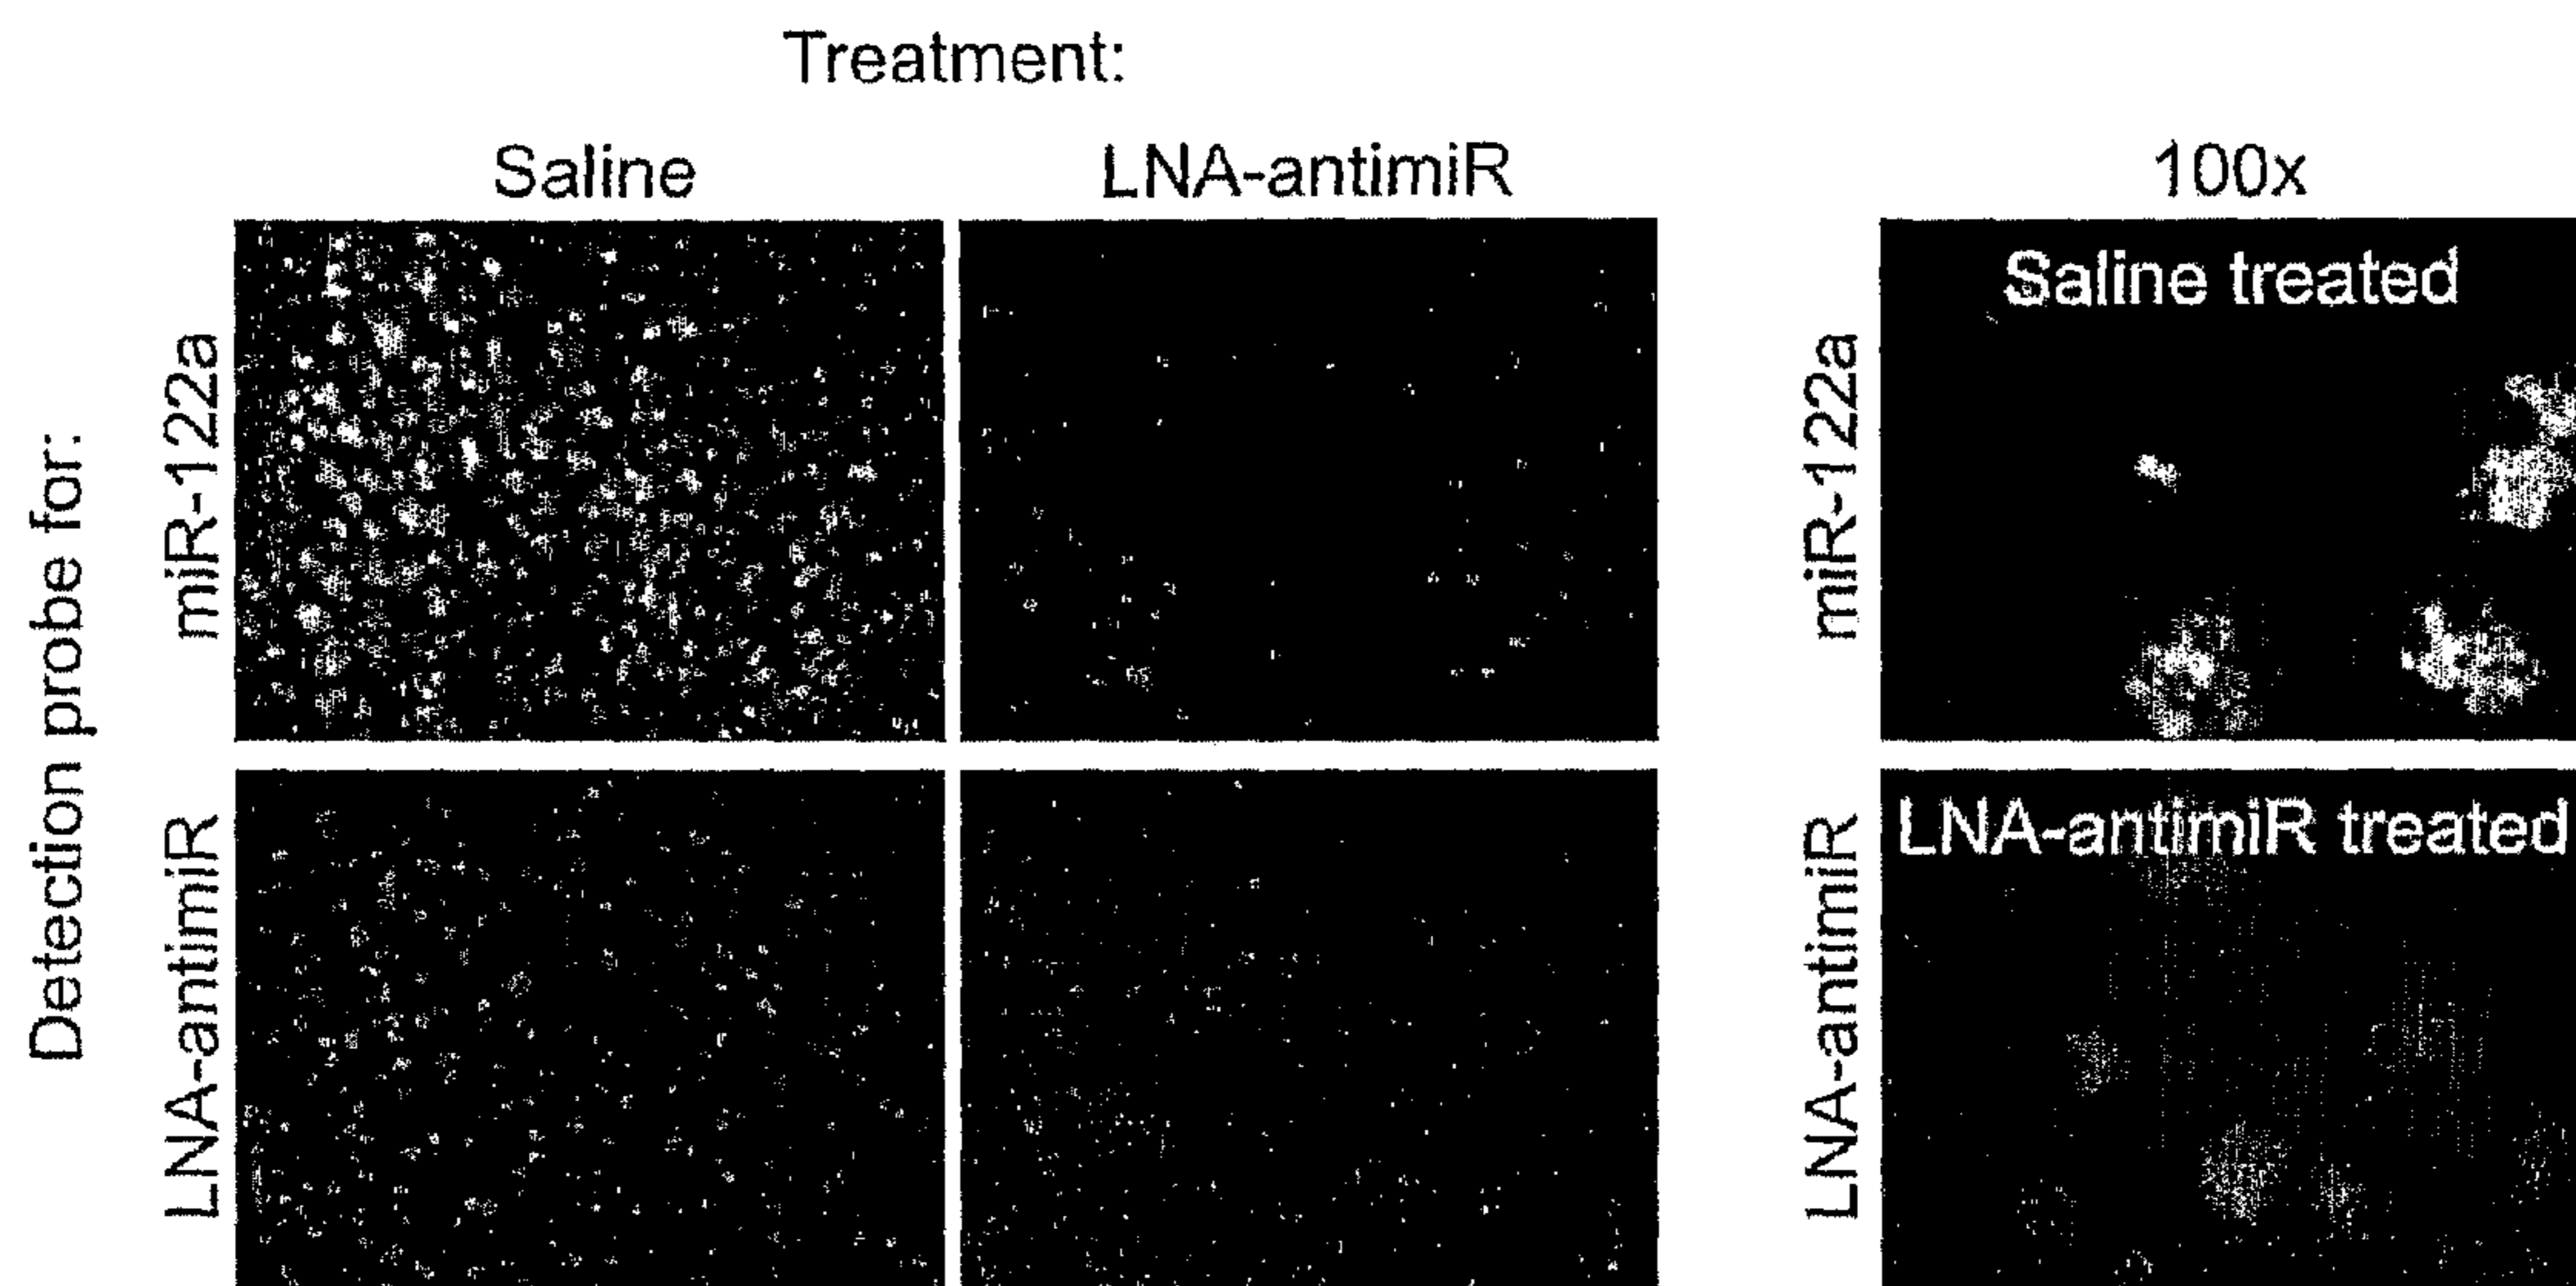 Treatment:
Saline
LNA-antimiR
100x
Detection probe for:
miR-122a
miR-122a
Saline treated
LNA-antimiR
LNA-antimiR
LNA-antimiR treated